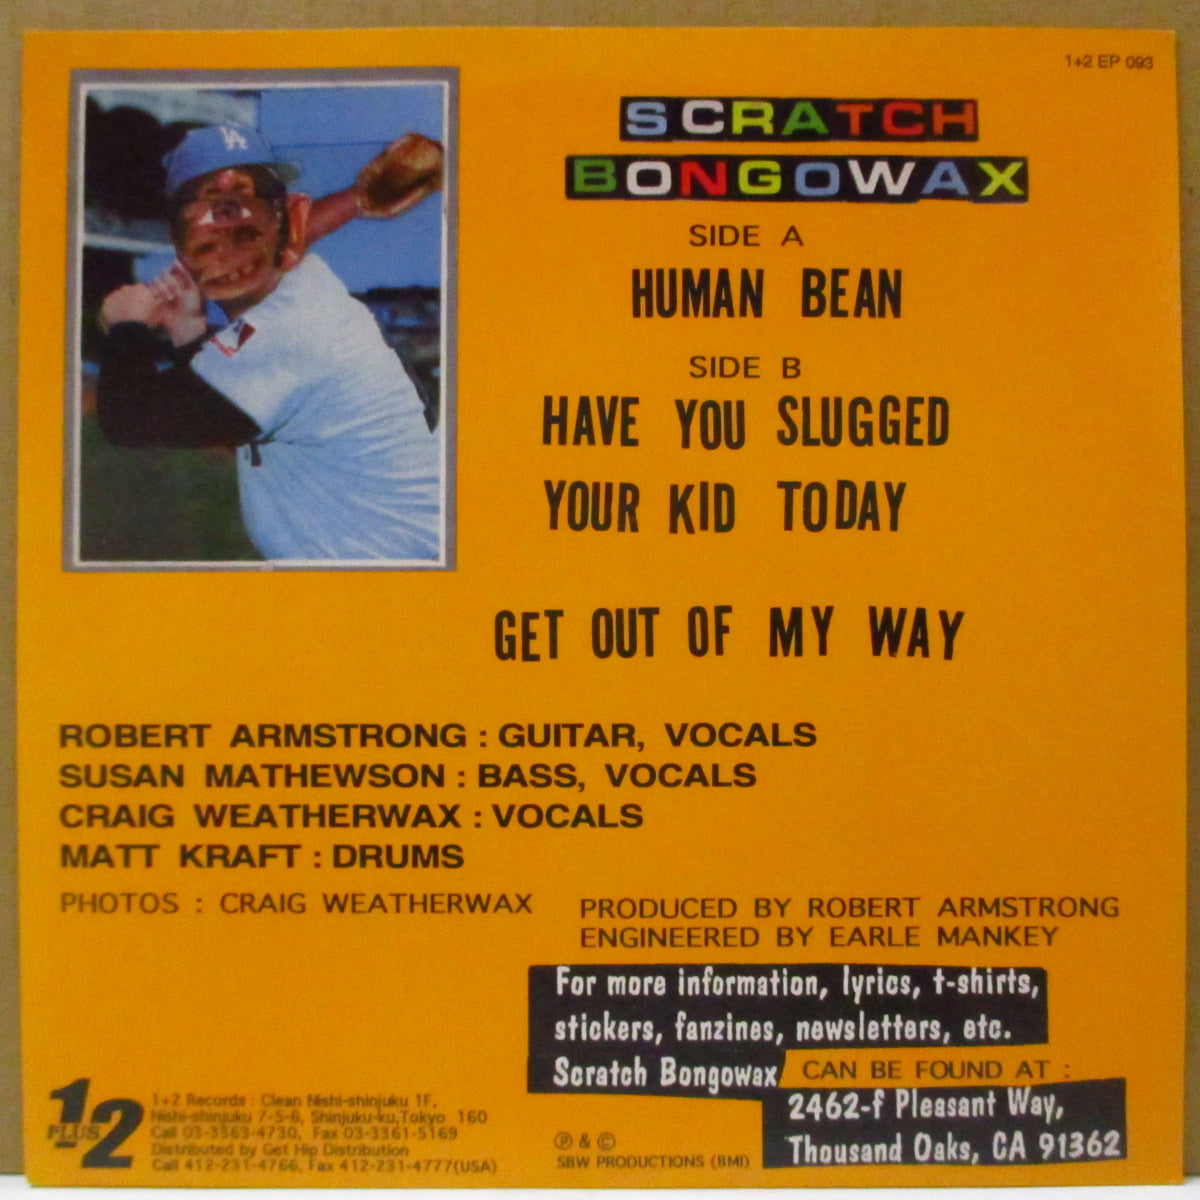 1+2 EP 093
LA
SCRATCH
BONGOWAX
SIDE A
HUMAN BEAN
SIDE B
HAVE YOU SLUGGED
YOUR KID TODAY
GET OUT OF MY WAY
ROBERT ARMSTRONG : GUITAR, VOCALS
SUSAN MATHEWSON : BASS, VOCALS
CRAIG WEATHERWAX : VOCALS
MATT KRAFT : DRUMS
PHOTOS : CRAIG WEATHERWAX
PRODUCED BY ROBERT ARMSTRONG
ENGINEERED BY EARLE MANKEY
For more information, lyrics, t-shirts,
stickers, fanzines, newsletters, etc.
Scratch Bongowax CAN BE FOUND AT :
2462-f Pleasant Way,
Thousand Oaks, CA 91362
1 PLUS 2
1+2 Records : Clean Nishi-shinjuku 1F,
Nishi-shinjuku 7-5-6, Shinjuku-ku,Tokyo 160
Call 03-3363-4730, Fax 03-3361-5169
Distributed by Get Hip Distribution
Call 412-231-4766, Fax 412-231-4777(USA)
℗ & ©
SBW PRODUCTIONS (BMI)